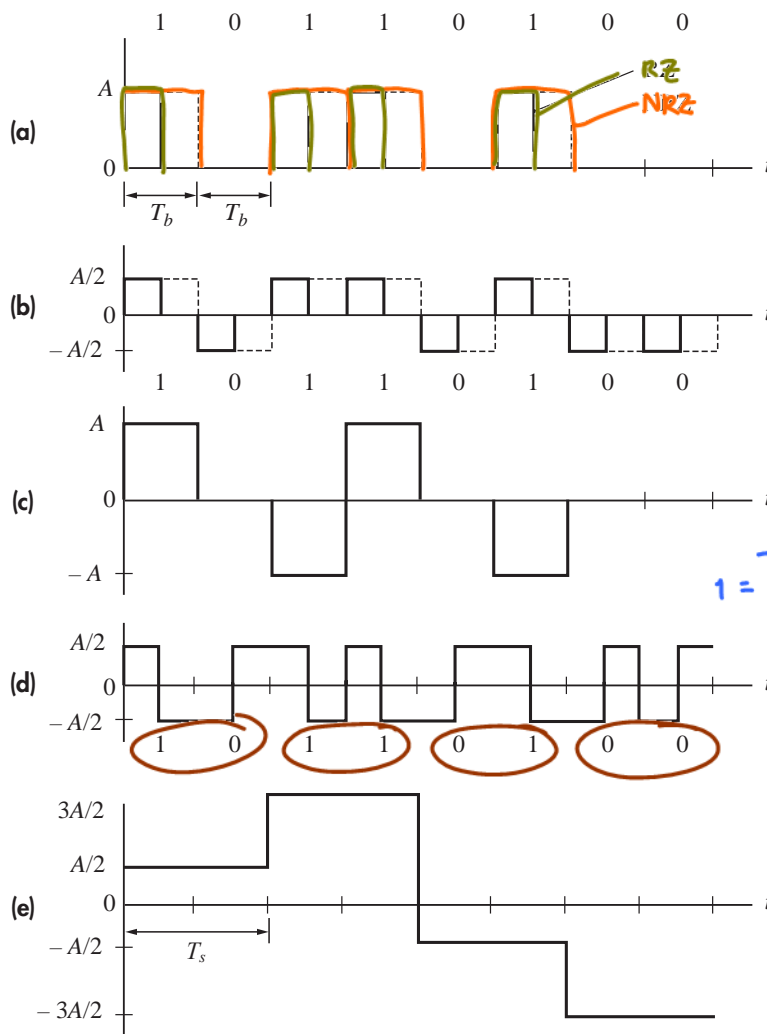 1 0 1 1 0 1 0 0
RZ
A
NRZ
(a)
0
T_b T_b
A/2
(b)
0
t
−A/2
1 0 1 1 0 1 0 0
A
(c)
0
t
−A
1 =
A/2
(d)
0
t
−A/2
1 0 1 1 0 1 0 0
3A/2
A/2
(e)
0
t
−A/2
T_s
−3A/2